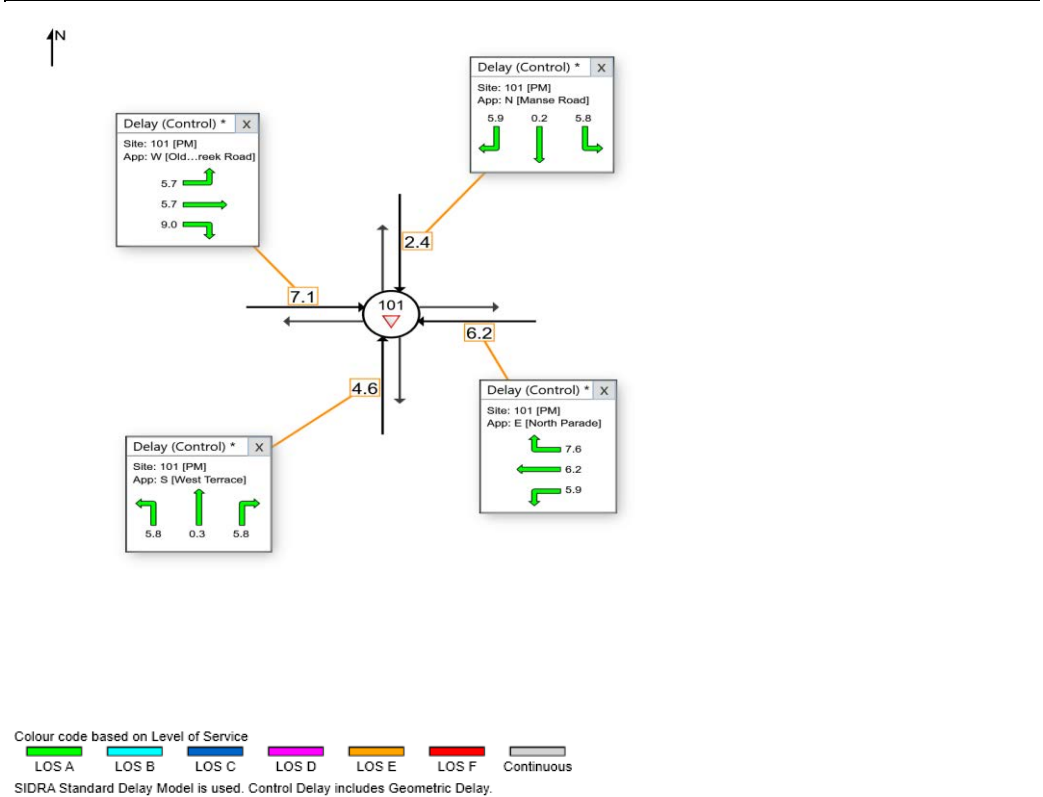 N
Delay (Control) * X
Site: 101 [PM]
App: N [Manse Road]
5.9 0.2 5.8
Delay (Control) * X
Site: 101 [PM]
App: W [Old...reek Road]
5.7
5.7
9.0
2.4
7.1
101
6.2
4.6
Delay (Control) * X
Site: 101 [PM]
App: E [North Parade]
7.6
6.2
5.9
Delay (Control) * X
Site: 101 [PM]
App: S [West Terrace]
5.8 0.3 5.8
Colour code based on Level of Service
LOS A LOS B LOS C LOS D LOS E LOS F Continuous
SIDRA Standard Delay Model is used. Control Delay includes Geometric Delay.